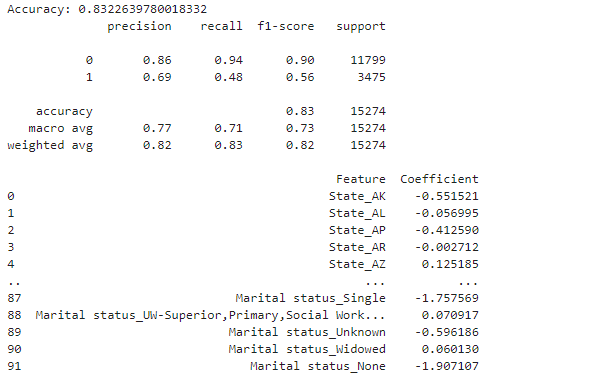 Accuracy: 0.8322639780018332
precision recall f1-score support
0 0.86 0.94 0.90 11799
1 0.69 0.48 0.56 3475
accuracy 0.83 15274
macro avg 0.77 0.71 0.73 15274
weighted avg 0.82 0.83 0.82 15274
Feature Coefficient
0 State_AK -0.551521
1 State_AL -0.056995
2 State_AP -0.412590
3 State_AR -0.002712
4 State_AZ 0.125185
.. ... ...
87 Marital status_Single -1.757569
88 Marital status_UW-Superior,Primary,Social Work... 0.070917
89 Marital status_Unknown -0.596186
90 Marital status_Widowed 0.060130
91 Marital status_None -1.907107